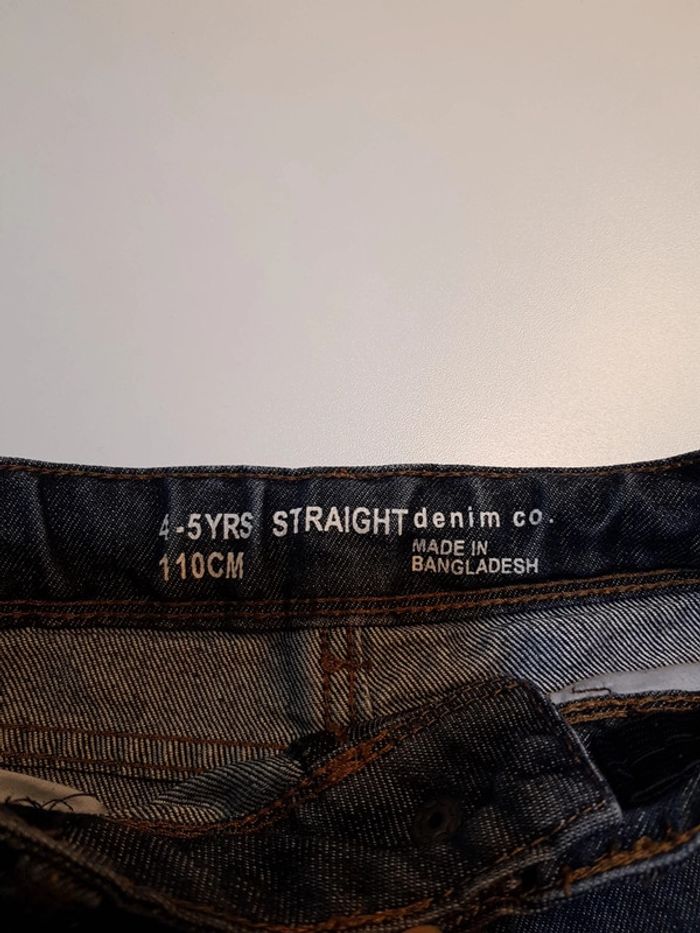 4-5YRS STRAIGHT denim co.
110CM
MADE IN
BANGLADESH